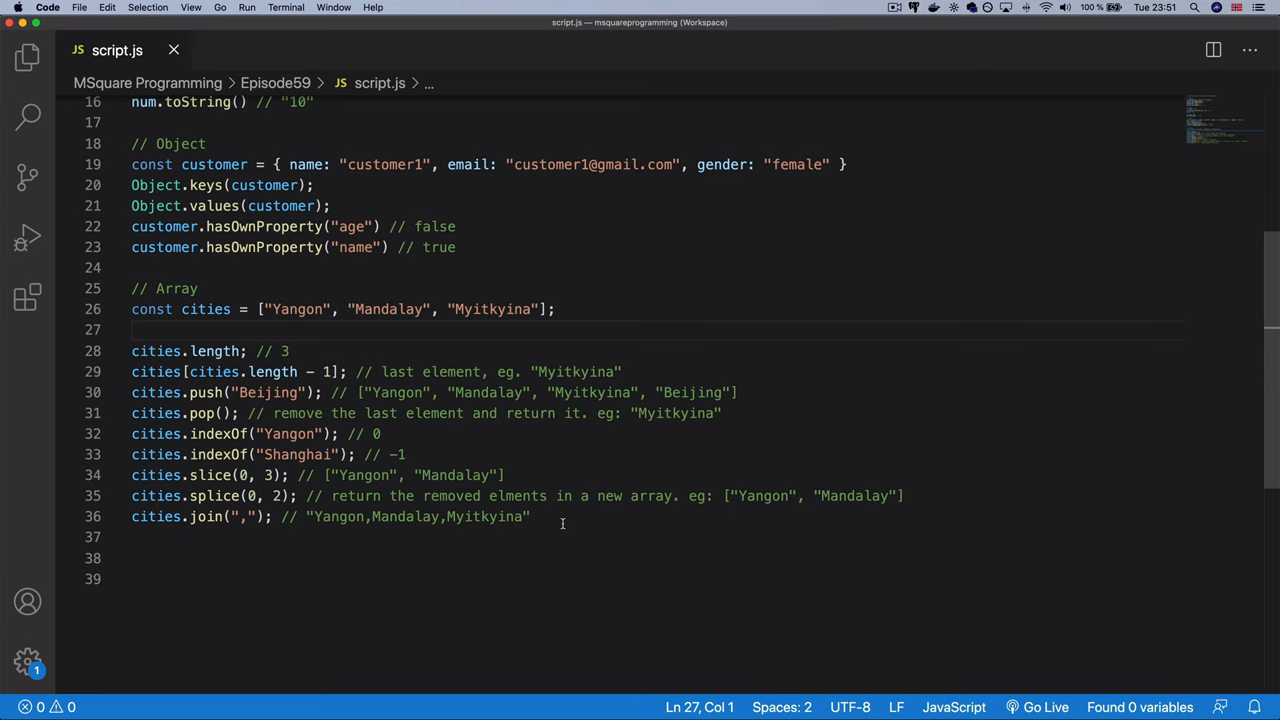 Code File Edit Selection View Go Run Terminal Window Help 100 % Tue 23:51
script.js — msquareprogramming (Workspace)
JS script.js
MSquare Programming > Episode59 > JS script.js > ...
16 num.toString() // "10"
17
18 // Object
19 const customer = { name: "customer1", email: "customer1@gmail.com", gender: "female" }
20 Object.keys(customer);
21 Object.values(customer);
22 customer.hasOwnProperty("age") // false
23 customer.hasOwnProperty("name") // true
24
25 // Array
26 const cities = ["Yangon", "Mandalay", "Myitkyina"];
27
28 cities.length; // 3
29 cities[cities.length - 1]; // last element, eg. "Myitkyina"
30 cities.push("Beijing"); // ["Yangon", "Mandalay", "Myitkyina", "Beijing"]
31 cities.pop(); // remove the last element and return it. eg: "Myitkyina"
32 cities.indexOf("Yangon"); // 0
33 cities.indexOf("Shanghai"); // -1
34 cities.slice(0, 3); // ["Yangon", "Mandalay"]
35 cities.splice(0, 2); // return the removed elments in a new array. eg: ["Yangon", "Mandalay"]
36 cities.join(","); // "Yangon,Mandalay,Myitkyina"
37
38
39
1
0 0 Ln 27, Col 1 Spaces: 2 UTF-8 LF JavaScript Go Live Found 0 variables